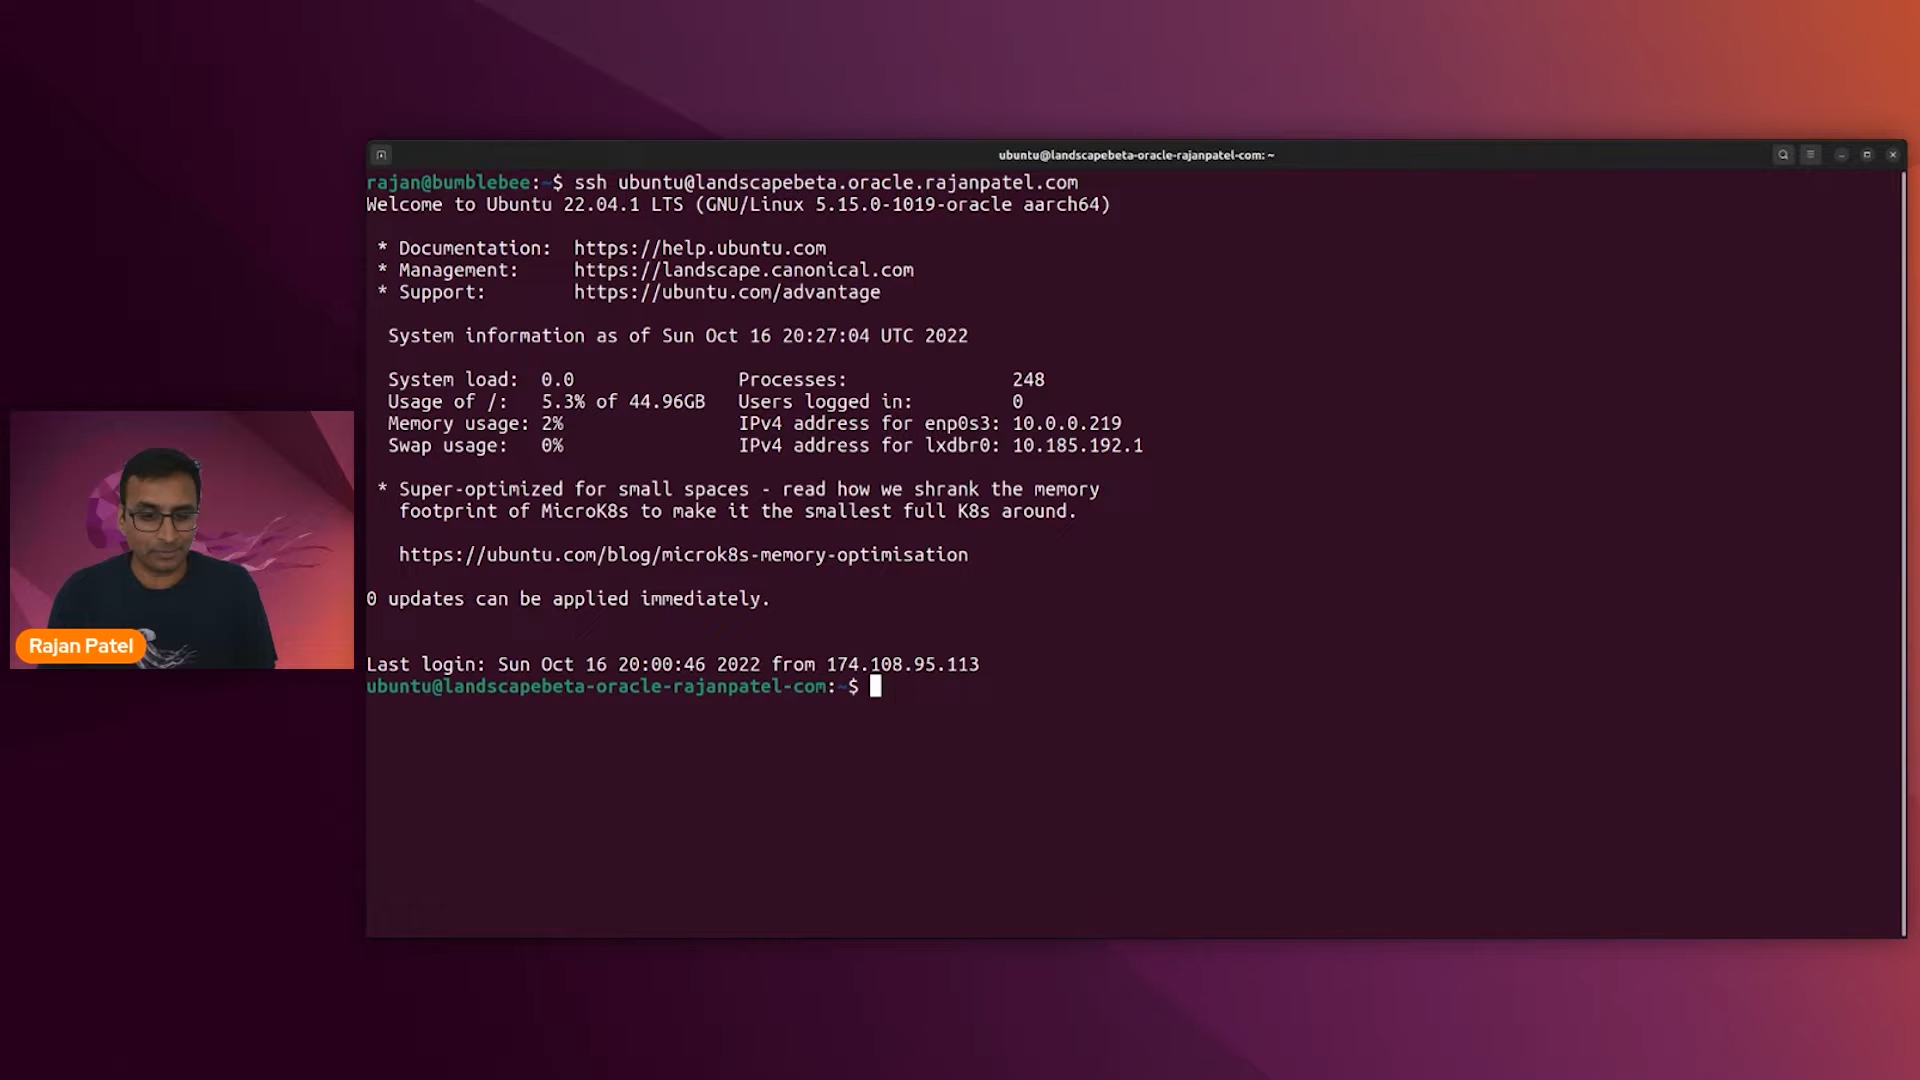 ubuntu@landscapebeta-oracle-rajanpatel-com: ~
rajan@bumblebee:~$ ssh ubuntu@landscapebeta.oracle.rajanpatel.com
Welcome to Ubuntu 22.04.1 LTS (GNU/Linux 5.15.0-1019-oracle aarch64)
* Documentation:  https://help.ubuntu.com
* Management:     https://landscape.canonical.com
* Support:        https://ubuntu.com/advantage
System information as of Sun Oct 16 20:27:04 UTC 2022
System load:  0.0               Processes:               248
Usage of /:   5.3% of 44.96GB   Users logged in:         0
Memory usage: 2%                IPv4 address for enp0s3: 10.0.0.219
Swap usage:   0%                IPv4 address for lxdbr0: 10.185.192.1
* Super-optimized for small spaces - read how we shrank the memory
footprint of MicroK8s to make it the smallest full K8s around.
https://ubuntu.com/blog/microk8s-memory-optimisation
0 updates can be applied immediately.
Last login: Sun Oct 16 20:00:46 2022 from 174.108.95.113
ubuntu@landscapebeta-oracle-rajanpatel-com:~$
Rajan Patel